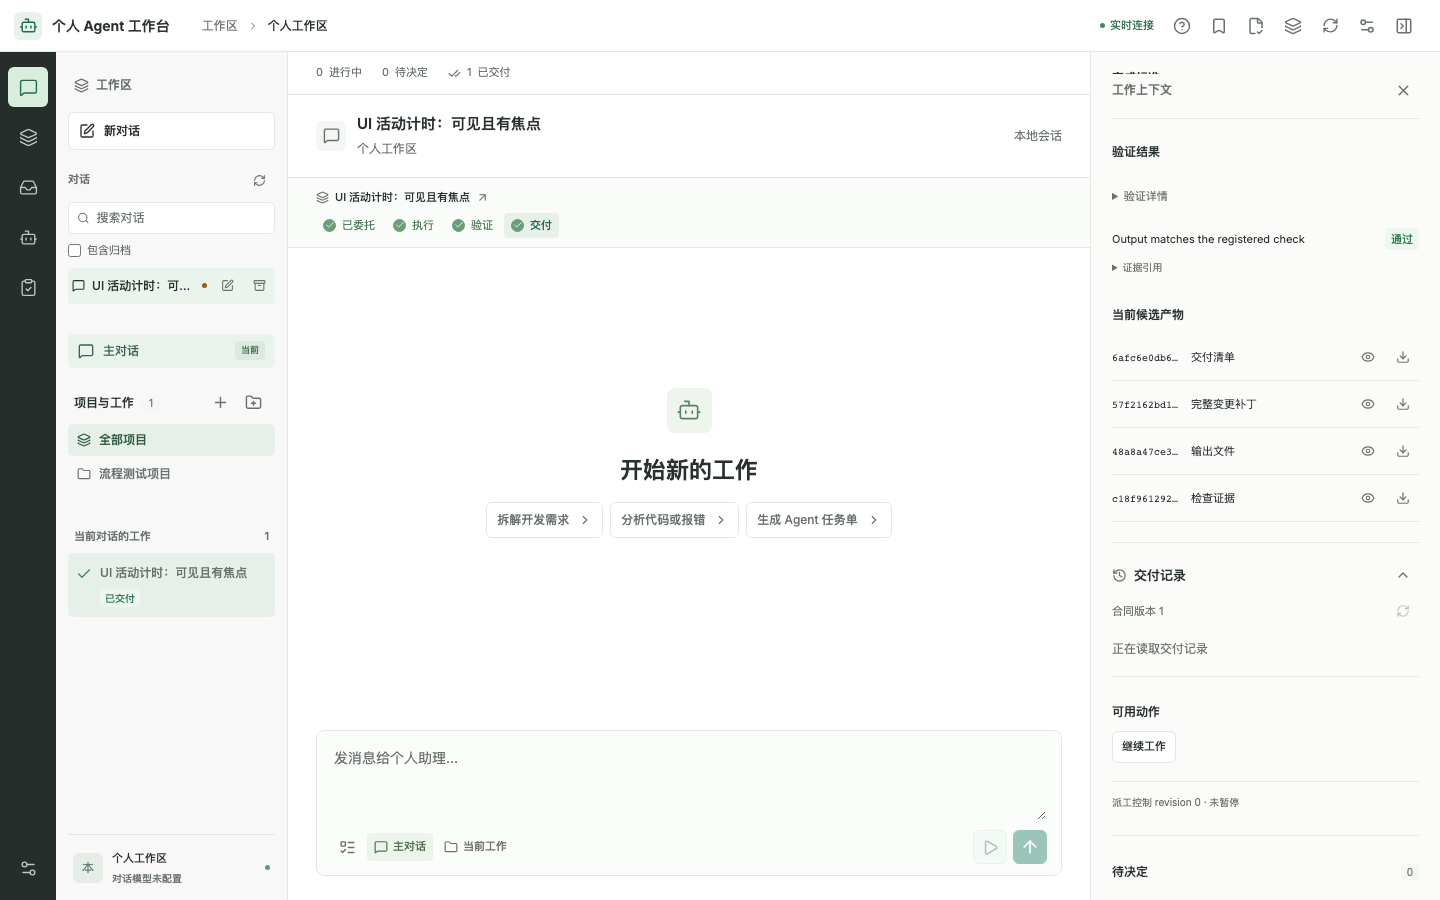 个人 Agent 工作台
工作区
个人工作区
实时连接
工作区
新对话
对话
搜索对话
包含归档
UI 活动计时：可...
主对话
当前
项目与工作 1
全部项目
流程测试项目
当前对话的工作 1
UI 活动计时：可见且有焦点
已交付
本
个人工作区
对话模型未配置
0 进行中
0 待决定
1 已交付
UI 活动计时：可见且有焦点
个人工作区
本地会话
UI 活动计时：可见且有焦点
已委托
执行
验证
交付
开始新的工作
拆解开发需求
分析代码或报错
生成 Agent 任务单
发消息给个人助理...
主对话
当前工作
工作上下文
验证结果
验证详情
Output matches the registered check
通过
证据引用
当前候选产物
6afc6e0db6… 交付清单
57f2162bd1… 完整变更补丁
48a8a47ce3… 输出文件
c18f961292… 检查证据
交付记录
合同版本 1
正在读取交付记录
可用动作
继续工作
派工控制 revision 0 · 未暂停
待决定 0